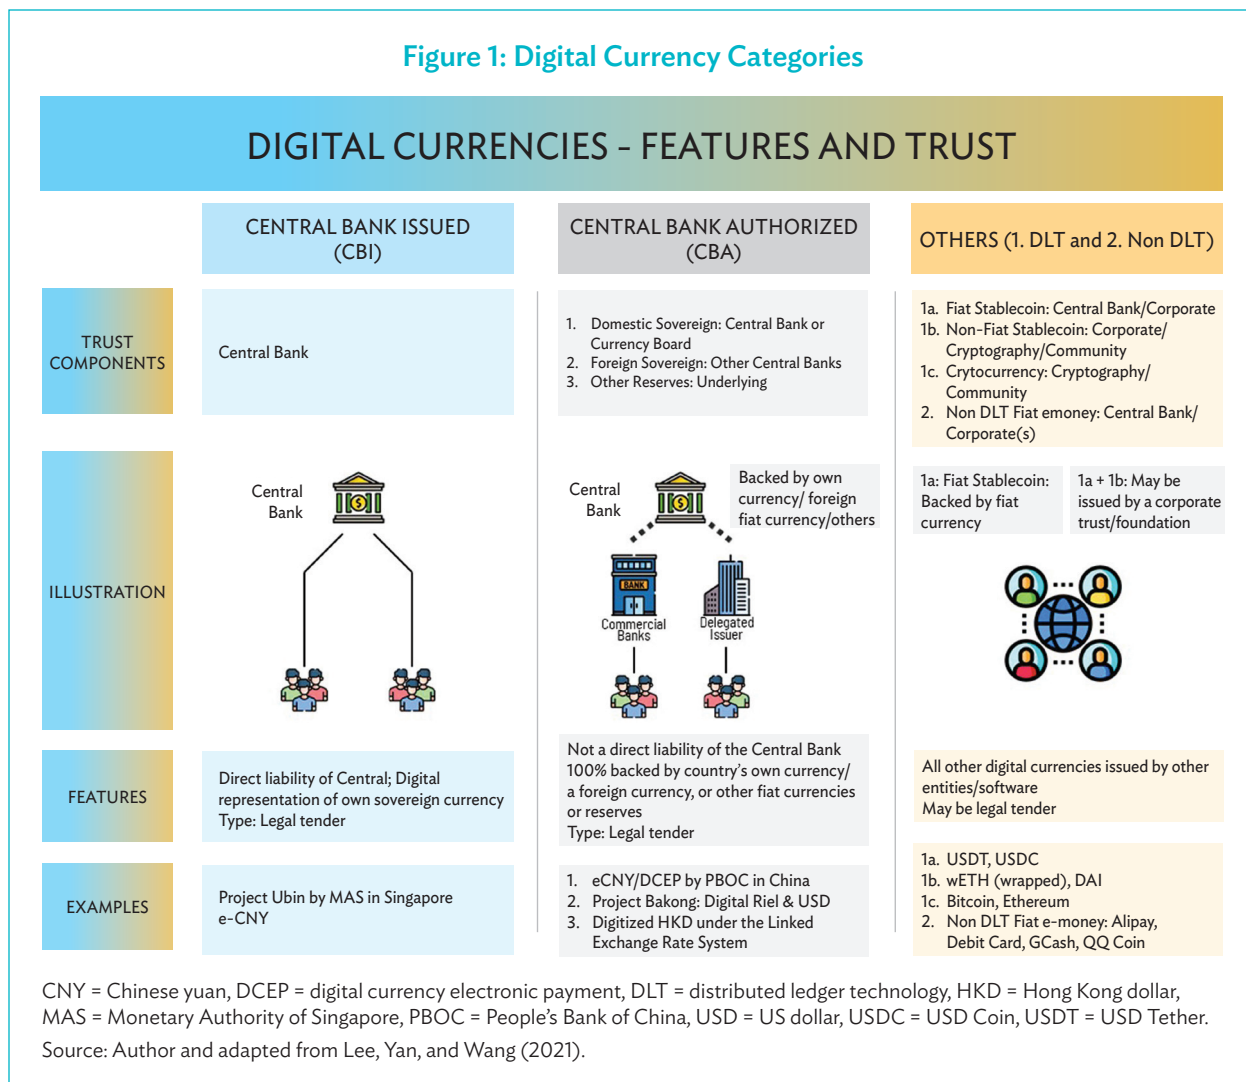 Figure 1: Digital Currency Categories
DIGITAL CURRENCIES - FEATURES AND TRUST
CENTRAL BANK ISSUED
(CBI)
CENTRAL BANK AUTHORIZED
(CBA)
OTHERS (1. DLT and 2. Non DLT)
TRUST
COMPONENTS
Central Bank
1. Domestic Sovereign: Central Bank or
Currency Board
2. Foreign Sovereign: Other Central Banks
3. Other Reserves: Underlying
1a. Fiat Stablecoin: Central Bank/Corporate
1b. Non-Fiat Stablecoin: Corporate/
Cryptography/Community
1c. Crytocurrency: Cryptography/
Community
2. Non DLT Fiat emoney: Central Bank/
Corporate(s)
ILLUSTRATION
Central
Bank
Central
Bank
Backed by own
currency/ foreign
fiat currency/others
BANK
Commercial
Banks
Delegated
Issuer
1a: Fiat Stablecoin:
Backed by fiat
currency
1a + 1b: May be
issued by a corporate
trust/foundation
FEATURES
Direct liability of Central; Digital
representation of own sovereign currency
Type: Legal tender
Not a direct liability of the Central Bank
100% backed by country's own currency/
a foreign currency, or other fiat currencies
or reserves
Type: Legal tender
All other digital currencies issued by other
entities/software
May be legal tender
EXAMPLES
Project Ubin by MAS in Singapore
e-CNY
1. eCNY/DCEP by PBOC in China
2. Project Bakong: Digital Riel & USD
3. Digitized HKD under the Linked
Exchange Rate System
1a. USDT, USDC
1b. wETH (wrapped), DAI
1c. Bitcoin, Ethereum
2. Non DLT Fiat e-money: Alipay,
Debit Card, GCash, QQ Coin
CNY = Chinese yuan, DCEP = digital currency electronic payment, DLT = distributed ledger technology, HKD = Hong Kong dollar,
MAS = Monetary Authority of Singapore, PBOC = People's Bank of China, USD = US dollar, USDC = USD Coin, USDT = USD Tether.
Source: Author and adapted from Lee, Yan, and Wang (2021).